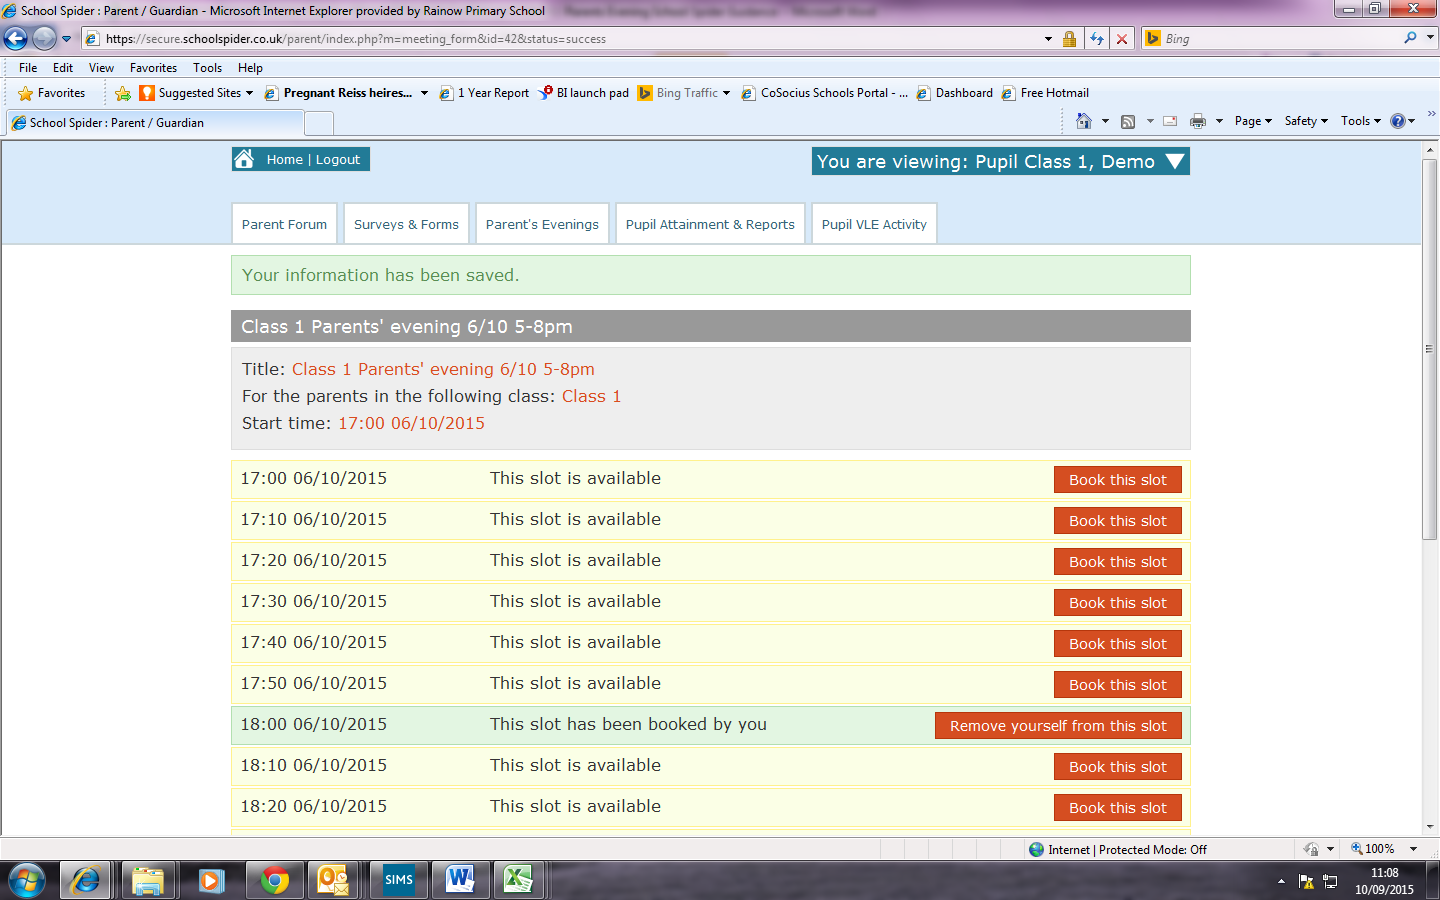 School Spider : Parent / Guardian - Microsoft Internet Explorer provided by Rainow Primary School
https://secure.schoolspider.co.uk/parent/index.php?m=meeting_form&id=42&status=success
Bing
File Edit View Favorites Tools Help
Favorites Suggested Sites Pregnant Reiss heires... 1 Year Report BI launch pad Bing Traffic CoSocius Schools Portal - ... Dashboard Free Hotmail
School Spider : Parent / Guardian
Page Safety Tools
Home | Logout
You are viewing: Pupil Class 1, Demo
Parent Forum Surveys & Forms Parent's Evenings Pupil Attainment & Reports Pupil VLE Activity
Your information has been saved.
Class 1 Parents' evening 6/10 5-8pm
Title: Class 1 Parents' evening 6/10 5-8pm
For the parents in the following class: Class 1
Start time: 17:00 06/10/2015
17:00 06/10/2015 This slot is available Book this slot
17:10 06/10/2015 This slot is available Book this slot
17:20 06/10/2015 This slot is available Book this slot
17:30 06/10/2015 This slot is available Book this slot
17:40 06/10/2015 This slot is available Book this slot
17:50 06/10/2015 This slot is available Book this slot
18:00 06/10/2015 This slot has been booked by you Remove yourself from this slot
18:10 06/10/2015 This slot is available Book this slot
18:20 06/10/2015 This slot is available Book this slot
Internet | Protected Mode: Off
100%
SIMS
11:08
10/09/2015